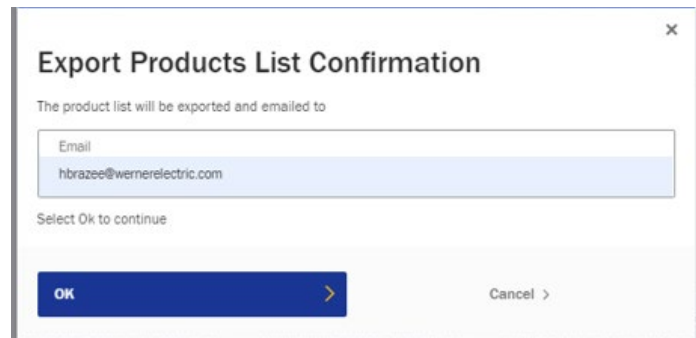 Export Products List Confirmation
The product list will be exported and emailed to
Email
hbrazee@wernerelectric.com
Select Ok to continue
OK
Cancel